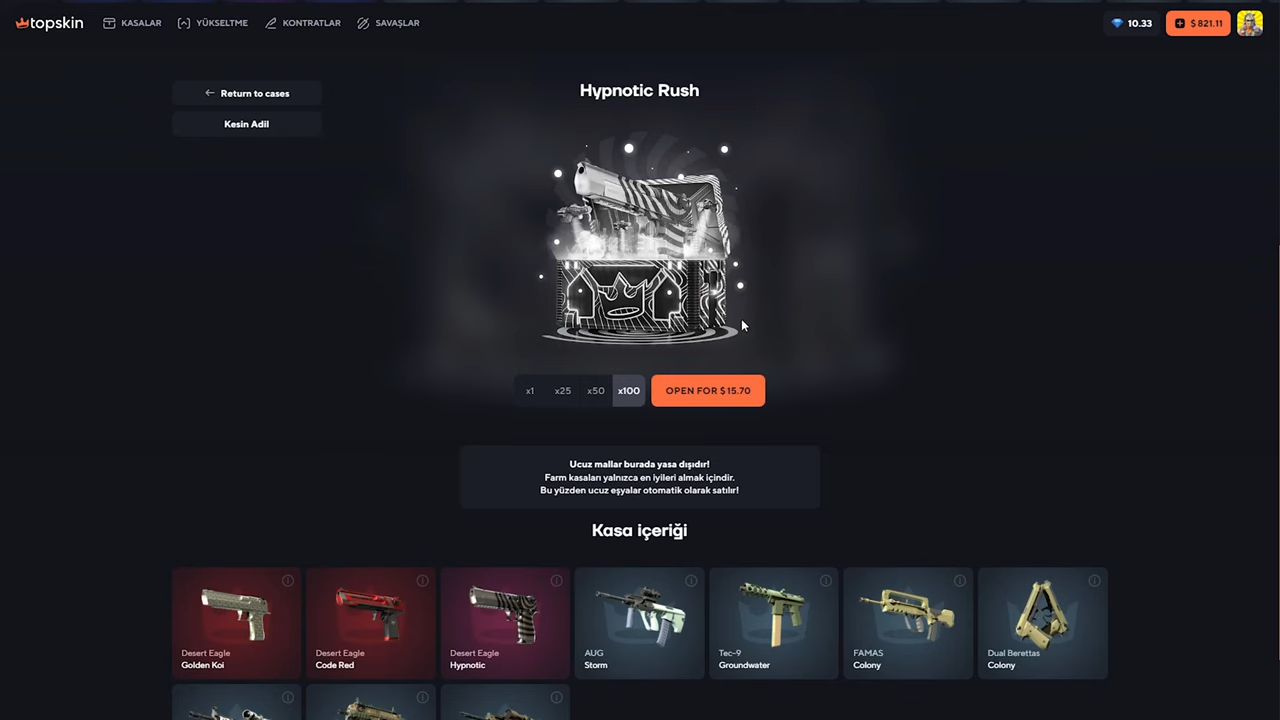 topskin
KASALAR
YÜKSELTME
KONTRATLAR
SAVAŞLAR
10.33
$ 821.11
Return to cases
Kesin Adil
Hypnotic Rush
x1
x25
x50
x100
OPEN FOR $15.70
Ucuz mallar burada yasa dışıdır!
Farm kasaları yalnızca en iyileri almak içindir.
Bu yüzden ucuz eşyalar otomatik olarak satılır!
Kasa içeriği
Desert Eagle
Golden Koi
Desert Eagle
Code Red
Desert Eagle
Hypnotic
AUG
Storm
Tec-9
Groundwater
FAMAS
Colony
Dual Berettas
Colony